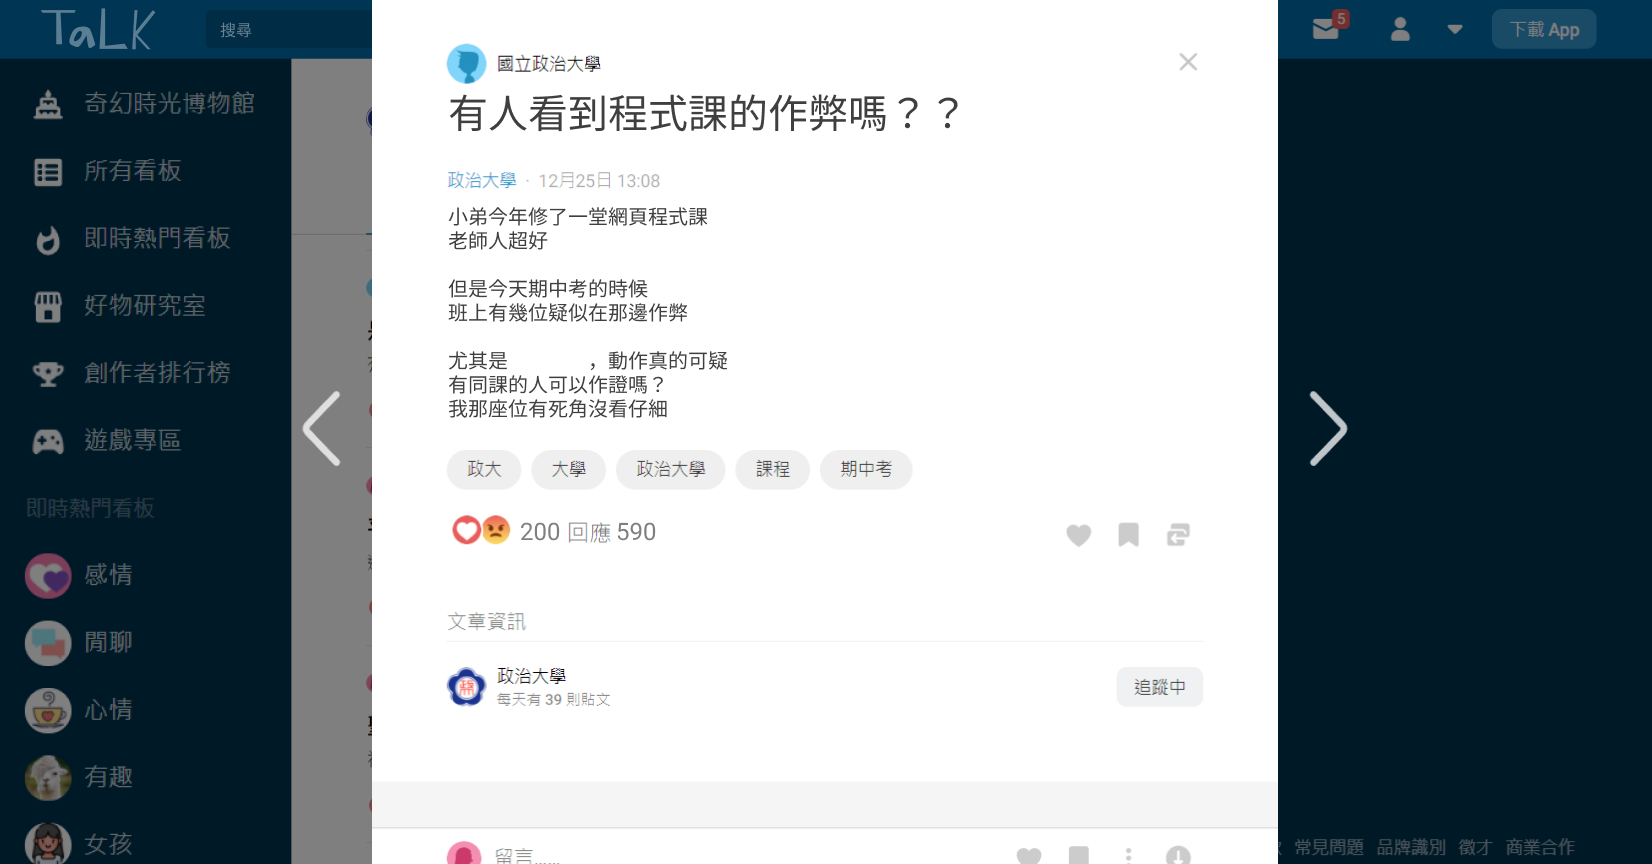 TaLK
搜尋
5
下載 App
奇幻時光博物館
所有看板
即時熱門看板
好物研究室
創作者排行榜
遊戲專區
即時熱門看板
感情
閒聊
心情
有趣
女孩
國立政治大學
有人看到程式課的作弊嗎？？
政治大學 · 12月25日 13:08
小弟今年修了一堂網頁程式課
老師人超好
但是今天期中考的時候
班上有幾位疑似在那邊作弊
尤其是　　　　，動作真的可疑
有同課的人可以作證嗎？
我那座位有死角沒看仔細
政大 大學 政治大學 課程 期中考
200 回應 590
文章資訊
政治大學
每天有 39 則貼文
追蹤中
留言......
常見問題 品牌識別 徵才 商業合作